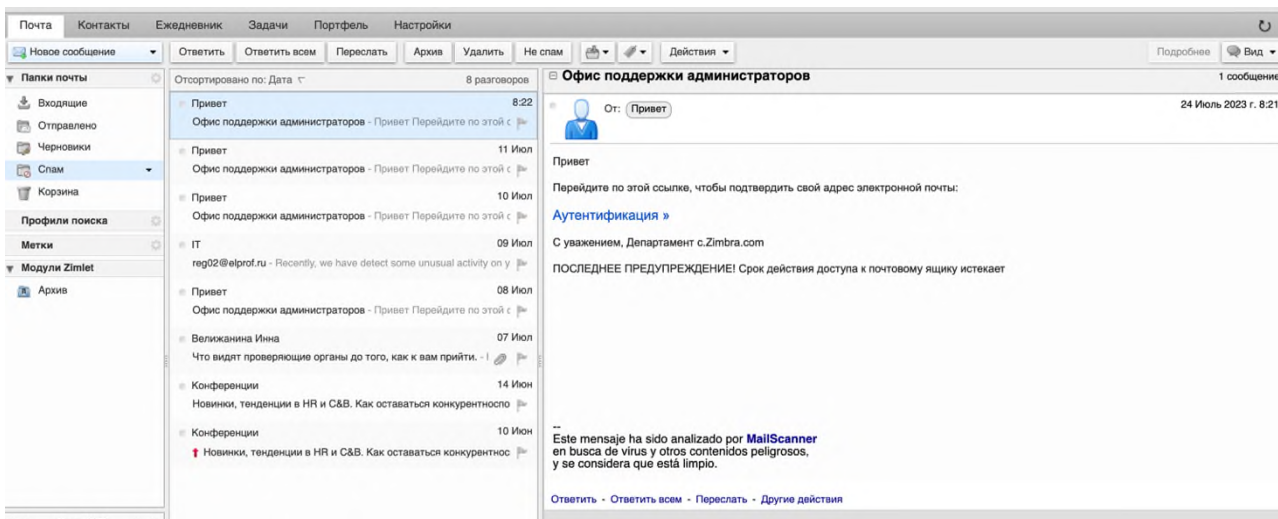 Почта Контакты Ежедневник Задачи Портфель Настройки
Новое сообщение Ответить Ответить всем Переслать Архив Удалить Не спам Действия Подробнее Вид
Папки почты
Входящие
Отправлено
Черновики
Спам
Корзина
Профили поиска
Метки
Модули Zimlet
Архив
Отсортировано по: Дата 8 разговоров
Привет 8:22
Офис поддержки администраторов - Привет Перейдите по этой с
Привет 11 Июл
Офис поддержки администраторов - Привет Перейдите по этой с
Привет 10 Июл
Офис поддержки администраторов - Привет Перейдите по этой с
IT 09 Июл
reg02@elprof.ru - Recently, we have detect some unusual activity on y
Привет 08 Июл
Офис поддержки администраторов - Привет Перейдите по этой с
Велижанина Инна 07 Июл
Что видят проверяющие органы до того, как к вам прийти. -
Конференции 14 Июн
Новинки, тенденции в HR и C&B. Как оставаться конкурентноспо
Конференции 10 Июн
Новинки, тенденции в HR и C&B. Как оставаться конкурентнос
Офис поддержки администраторов 1 сообщение
От: Привет 24 Июль 2023 г. 8:21
Привет
Перейдите по этой ссылке, чтобы подтвердить свой адрес электронной почты:
Аутентификация »
С уважением, Департамент c.Zimbra.com
ПОСЛЕДНЕЕ ПРЕДУПРЕЖДЕНИЕ! Срок действия доступа к почтовому ящику истекает
--
Este mensaje ha sido analizado por MailScanner
en busca de virus y otros contenidos peligrosos,
y se considera que está limpio.
Ответить - Ответить всем - Переслать - Другие действия